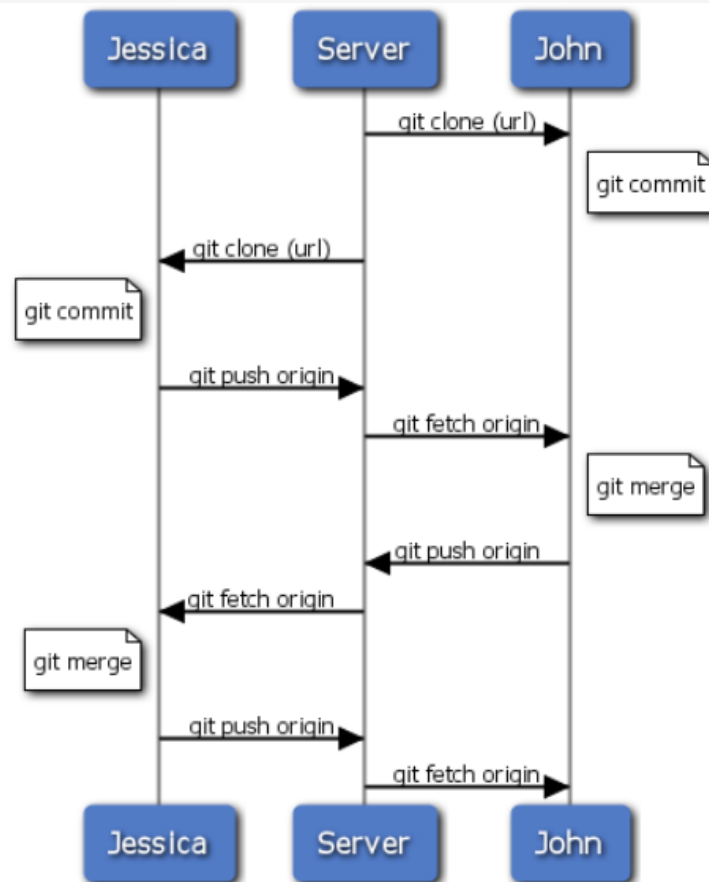 Jessica
Server
John
git clone (url)
git commit
git clone (url)
git commit
git push origin
git fetch origin
git merge
git push origin
git fetch origin
git merge
git push origin
git fetch origin
Jessica
Server
John